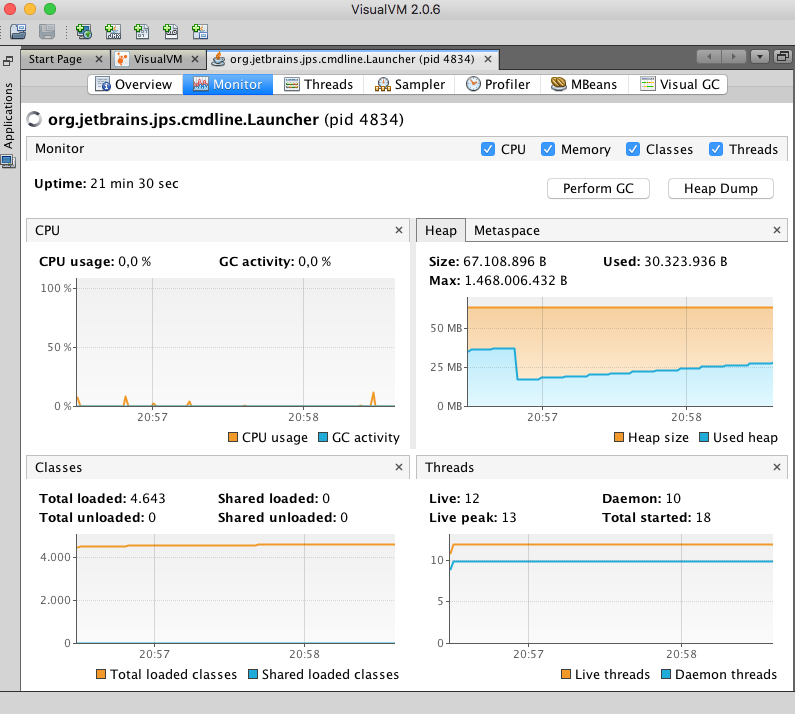 VisualVM 2.0.6
Start Page
VisualVM
org.jetbrains.jps.cmdline.Launcher (pid 4834)
Applications
Overview
Monitor
Threads
Sampler
Profiler
MBeans
Visual GC
org.jetbrains.jps.cmdline.Launcher (pid 4834)
Monitor
CPU
Memory
Classes
Threads
Uptime: 21 min 30 sec
Perform GC
Heap Dump
CPU
CPU usage: 0,0 %
GC activity: 0,0 %
100 %
50 %
0 %
20:57
20:58
CPU usage
GC activity
Heap
Metaspace
Size: 67.108.896 B
Used: 30.323.936 B
Max: 1.468.006.432 B
50 MB
25 MB
0 MB
20:57
20:58
Heap size
Used heap
Classes
Total loaded: 4.643
Shared loaded: 0
Total unloaded: 0
Shared unloaded: 0
4.000
2.000
0
20:57
20:58
Total loaded classes
Shared loaded classes
Threads
Live: 12
Daemon: 10
Live peak: 13
Total started: 18
10
5
0
20:57
20:58
Live threads
Daemon threads